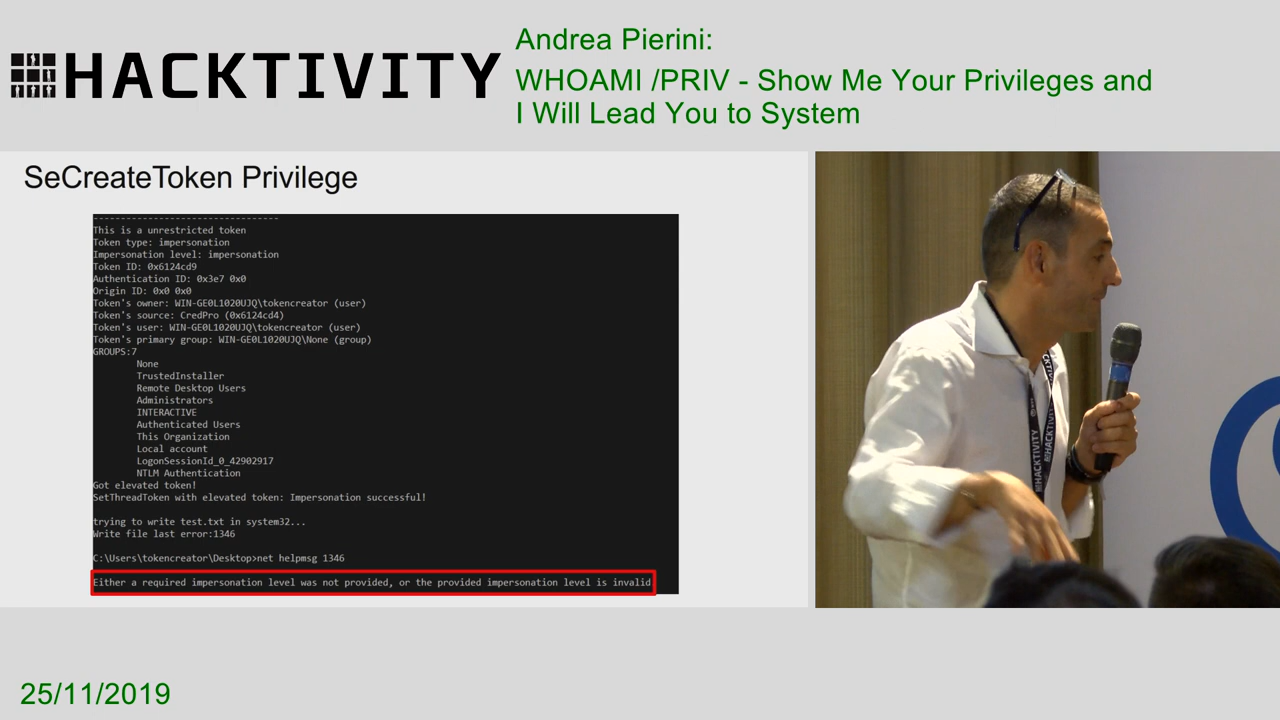 HACKTIVITY
Andrea Pierini:
WHOAMI /PRIV - Show Me Your Privileges and
I Will Lead You to System
SeCreateToken Privilege
----------------------------------
This is a unrestricted token
Token type: impersonation
Impersonation level: impersonation
Token ID: 0x6124cd9
Authentication ID: 0x3e7 0x0
Origin ID: 0x0 0x0
Token's owner: WIN-GE0L1020UJQ\tokencreator (user)
Token's source: CredPro (0x6124cd4)
Token's user: WIN-GE0L1020UJQ\tokencreator (user)
Token's primary group: WIN-GE0L1020UJQ\None (group)
GROUPS:7
None
TrustedInstaller
Remote Desktop Users
Administrators
INTERACTIVE
Authenticated Users
This Organization
Local account
LogonSessionId_0_42902917
NTLM Authentication
Got elevated token!
SetThreadToken with elevated token: Impersonation successful!
trying to write test.txt in system32...
Write file last error:1346
C:\Users\tokencreator\Desktop>net helpmsg 1346
Either a required impersonation level was not provided, or the provided impersonation level is invalid
HACKTIVITY
HACKTIVITY
25/11/2019